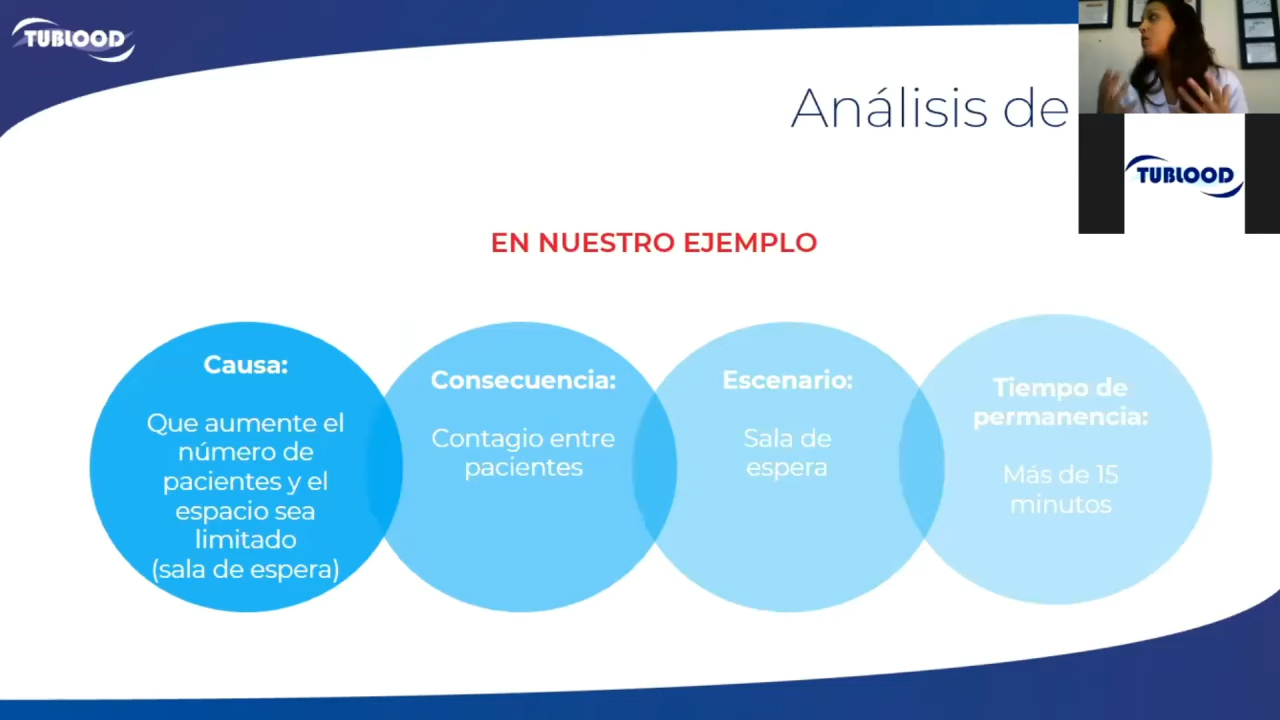 TUBLOOD
Análisis de
TUBLOOD
EN NUESTRO EJEMPLO
Causa:
Que aumente el
número de
pacientes y el
espacio sea
limitado
(sala de espera)
Consecuencia:
Contagio entre
pacientes
Escenario:
Sala de
espera
Tiempo de
permanencia:
Más de 15
minutos